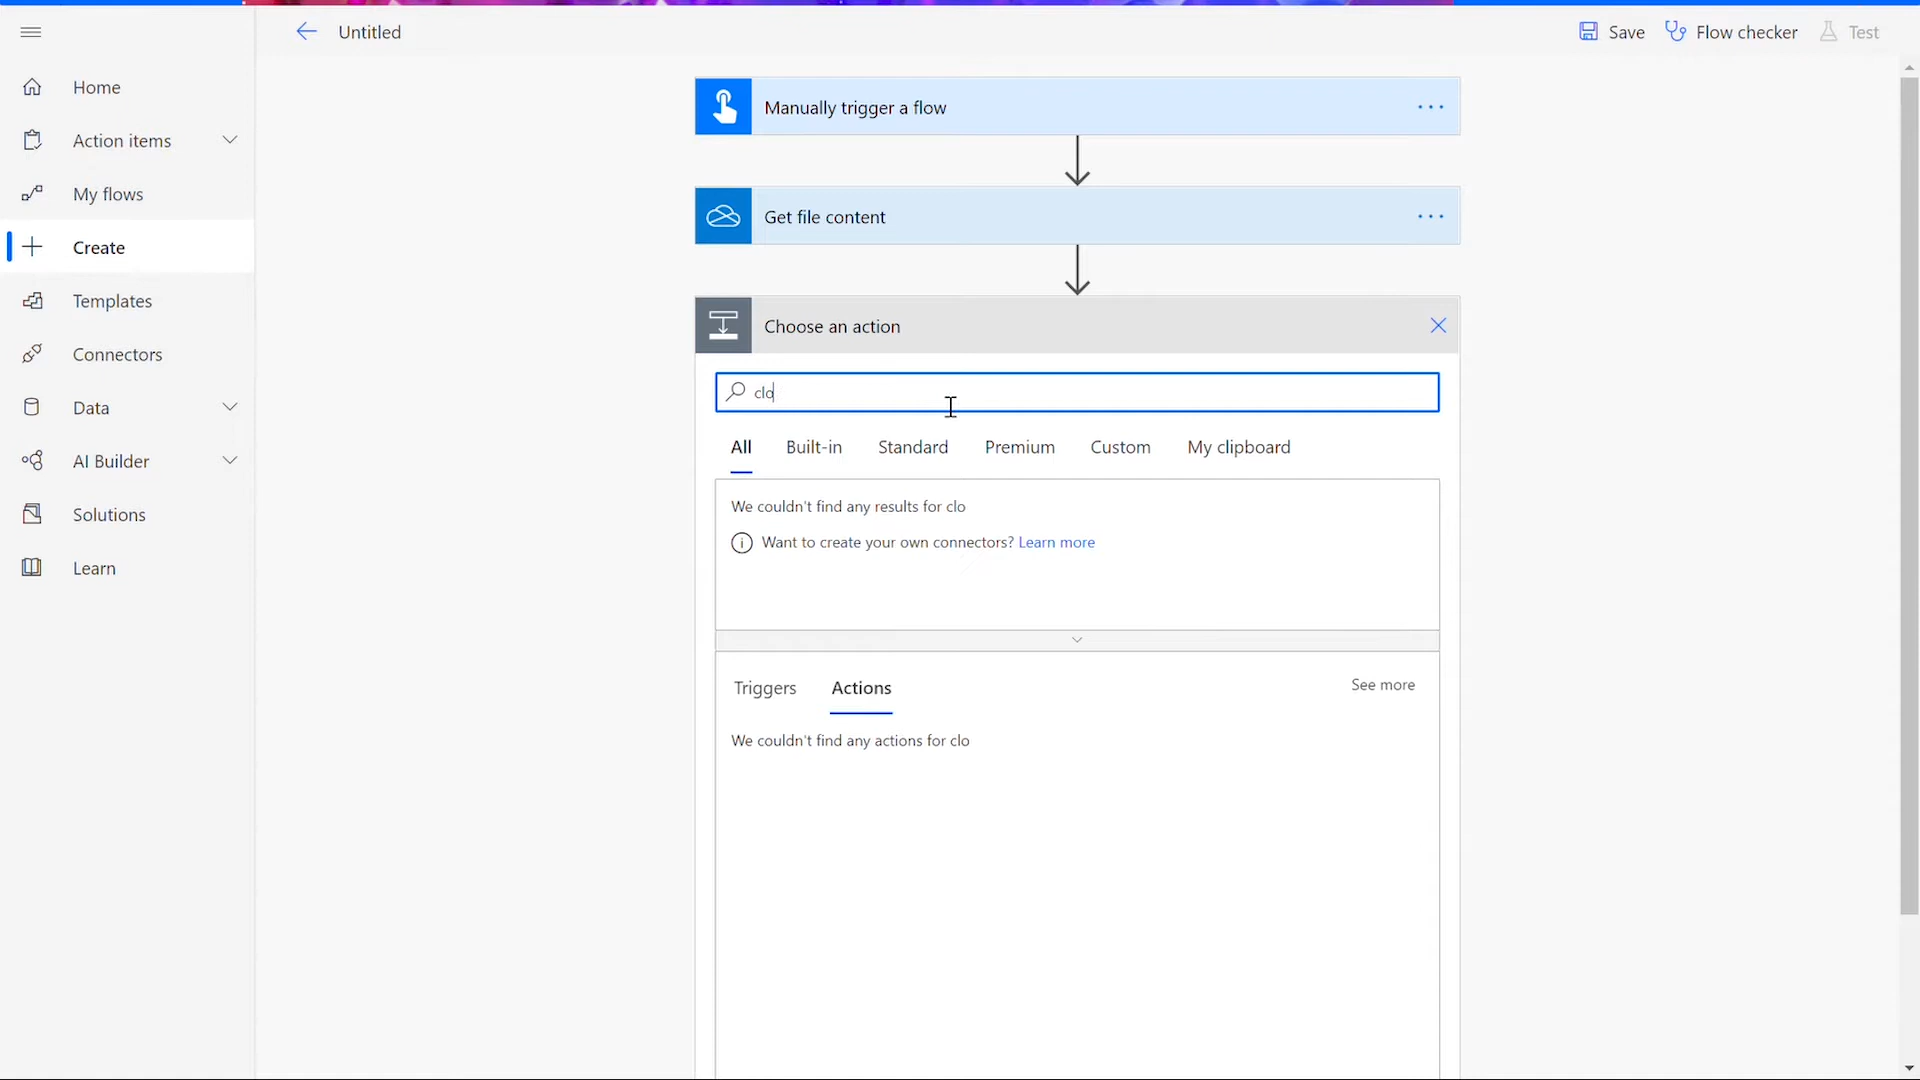 Untitled
Save
Flow checker
Test
Home
Action items
My flows
Create
Templates
Connectors
Data
AI Builder
Solutions
Learn
Manually trigger a flow
Get file content
Choose an action
clo
All
Built-in
Standard
Premium
Custom
My clipboard
We couldn't find any results for clo
Want to create your own connectors? Learn more
Triggers
Actions
See more
We couldn't find any actions for clo